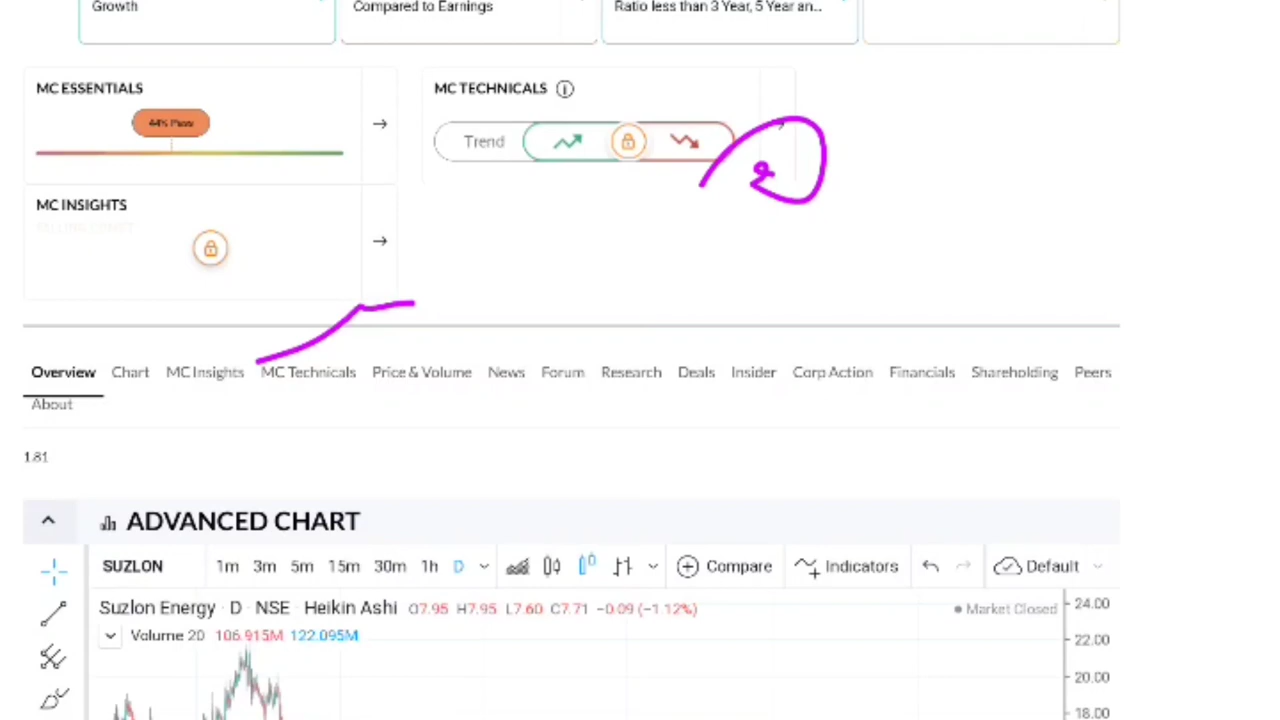 Growth
Compared to Earnings
Ratio less than 3 Year, 5 Year an..
MC ESSENTIALS
44% Pass
MC TECHNICALS
Trend
MC INSIGHTS
Overview Chart MC Insights MC Technicals Price & Volume News Forum Research Deals Insider Corp Action Financials Shareholding Peers
About
1.81
ADVANCED CHART
SUZLON 1m 3m 5m 15m 30m 1h D Compare Indicators Default
Suzlon Energy · D · NSE · Heikin Ashi O7.95 H7.95 L7.60 C7.71 −0.09 (−1.12%) Market Closed 24.00
Volume 20 106.915M 122.095M 22.00
20.00
18.00